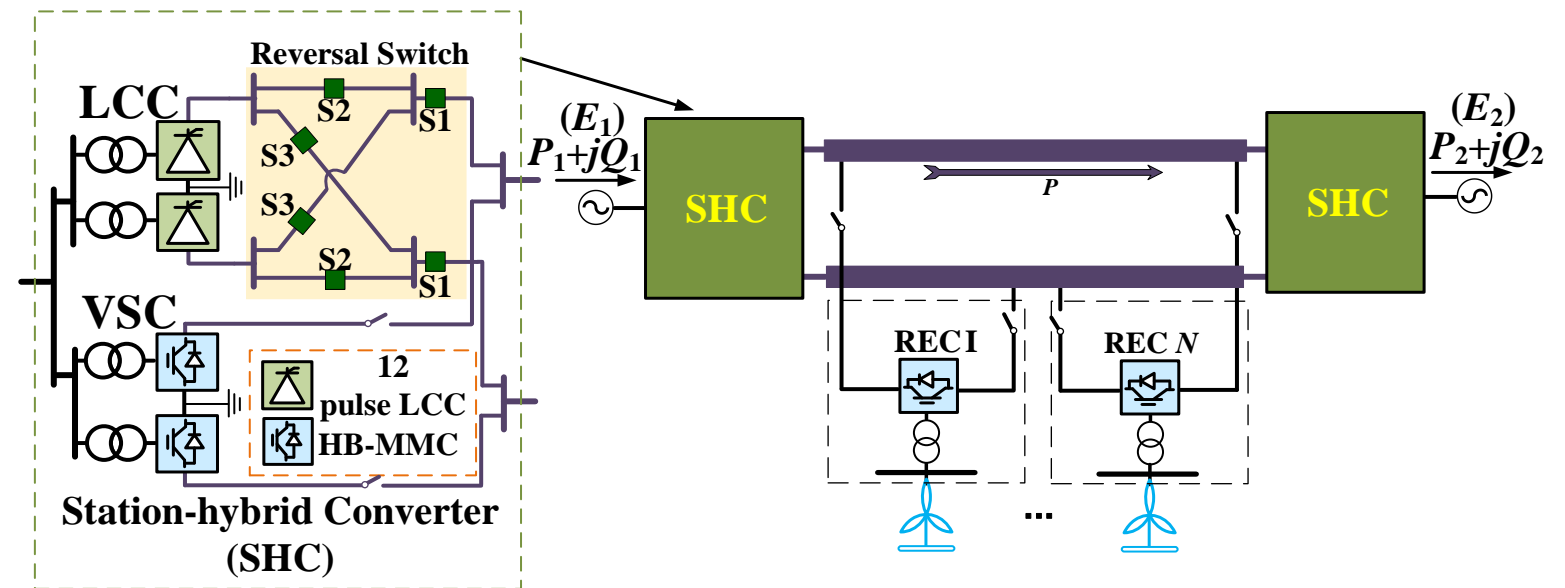 Reversal Switch
LCC
S2
S1
S3
S3
S2
S1
VSC
12
pulse LCC
HB-MMC
Station-hybrid Converter
(SHC)
(E1)
P1+jQ1
SHC
P
SHC
(E2)
P2+jQ2
REC I
REC N
...